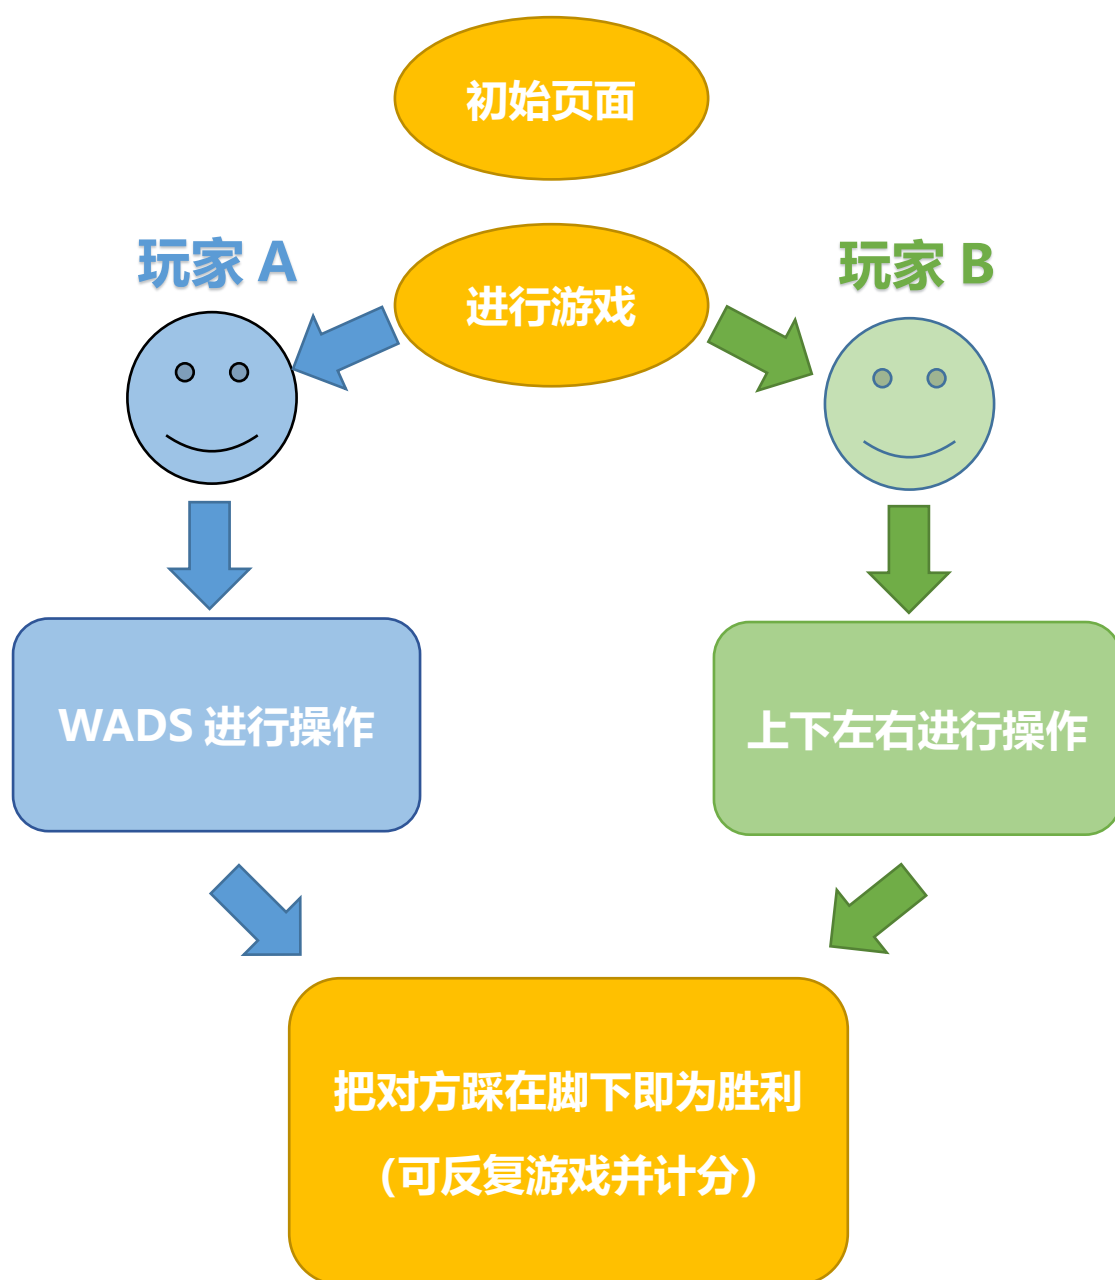 初始页面
玩家 A
进行游戏
玩家 B
WADS 进行操作
上下左右进行操作
把对方踩在脚下即为胜利
（可反复游戏并计分）